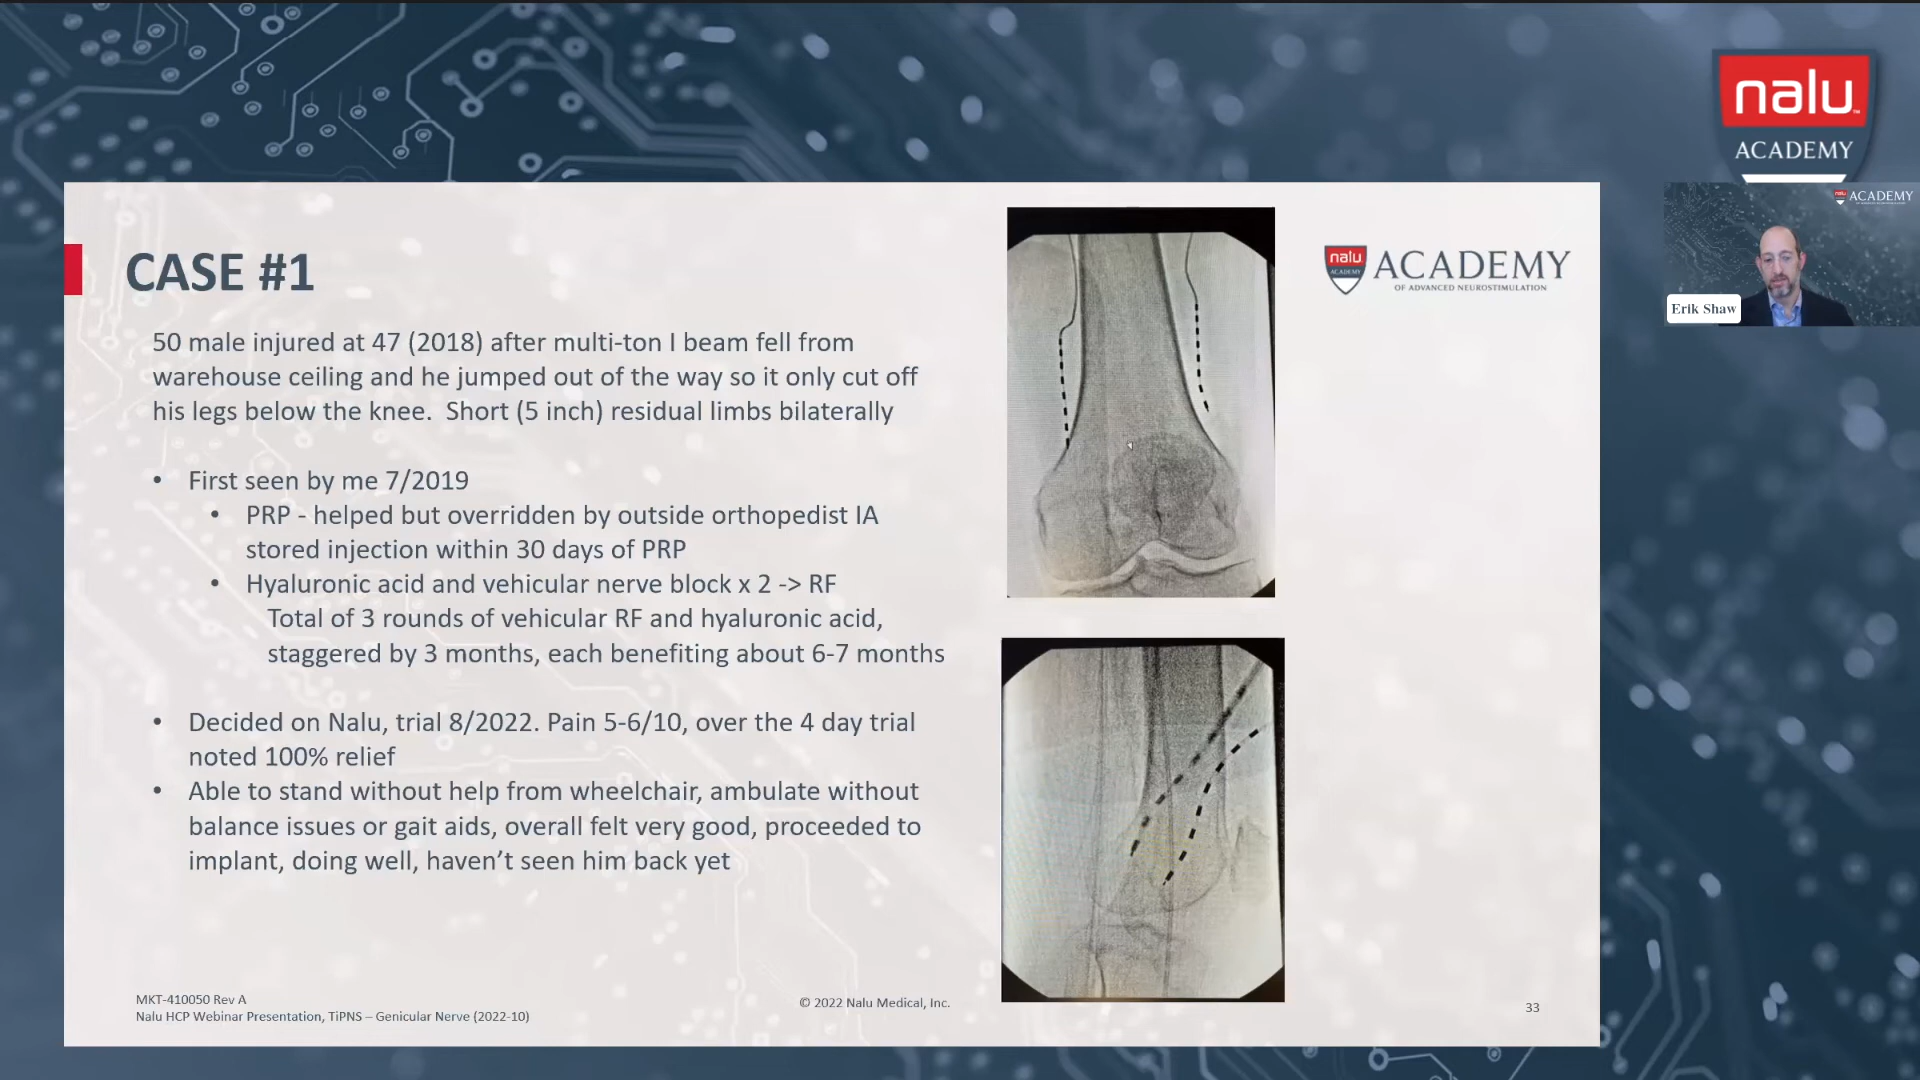 nalu
ACADEMY
ACADEMY
Erik Shaw
CASE #1
nalu
ACADEMY
ACADEMY
OF ADVANCED NEUROSTIMULATION
50 male injured at 47 (2018) after multi-ton I beam fell from
warehouse ceiling and he jumped out of the way so it only cut off
his legs below the knee.  Short (5 inch) residual limbs bilaterally
• First seen by me 7/2019
• PRP - helped but overridden by outside orthopedist IA
stored injection within 30 days of PRP
• Hyaluronic acid and vehicular nerve block x 2 -> RF
Total of 3 rounds of vehicular RF and hyaluronic acid,
staggered by 3 months, each benefiting about 6-7 months
• Decided on Nalu, trial 8/2022. Pain 5-6/10, over the 4 day trial
noted 100% relief
• Able to stand without help from wheelchair, ambulate without
balance issues or gait aids, overall felt very good, proceeded to
implant, doing well, haven’t seen him back yet
MKT-410050 Rev A
Nalu HCP Webinar Presentation, TiPNS – Genicular Nerve (2022-10)
© 2022 Nalu Medical, Inc.
33